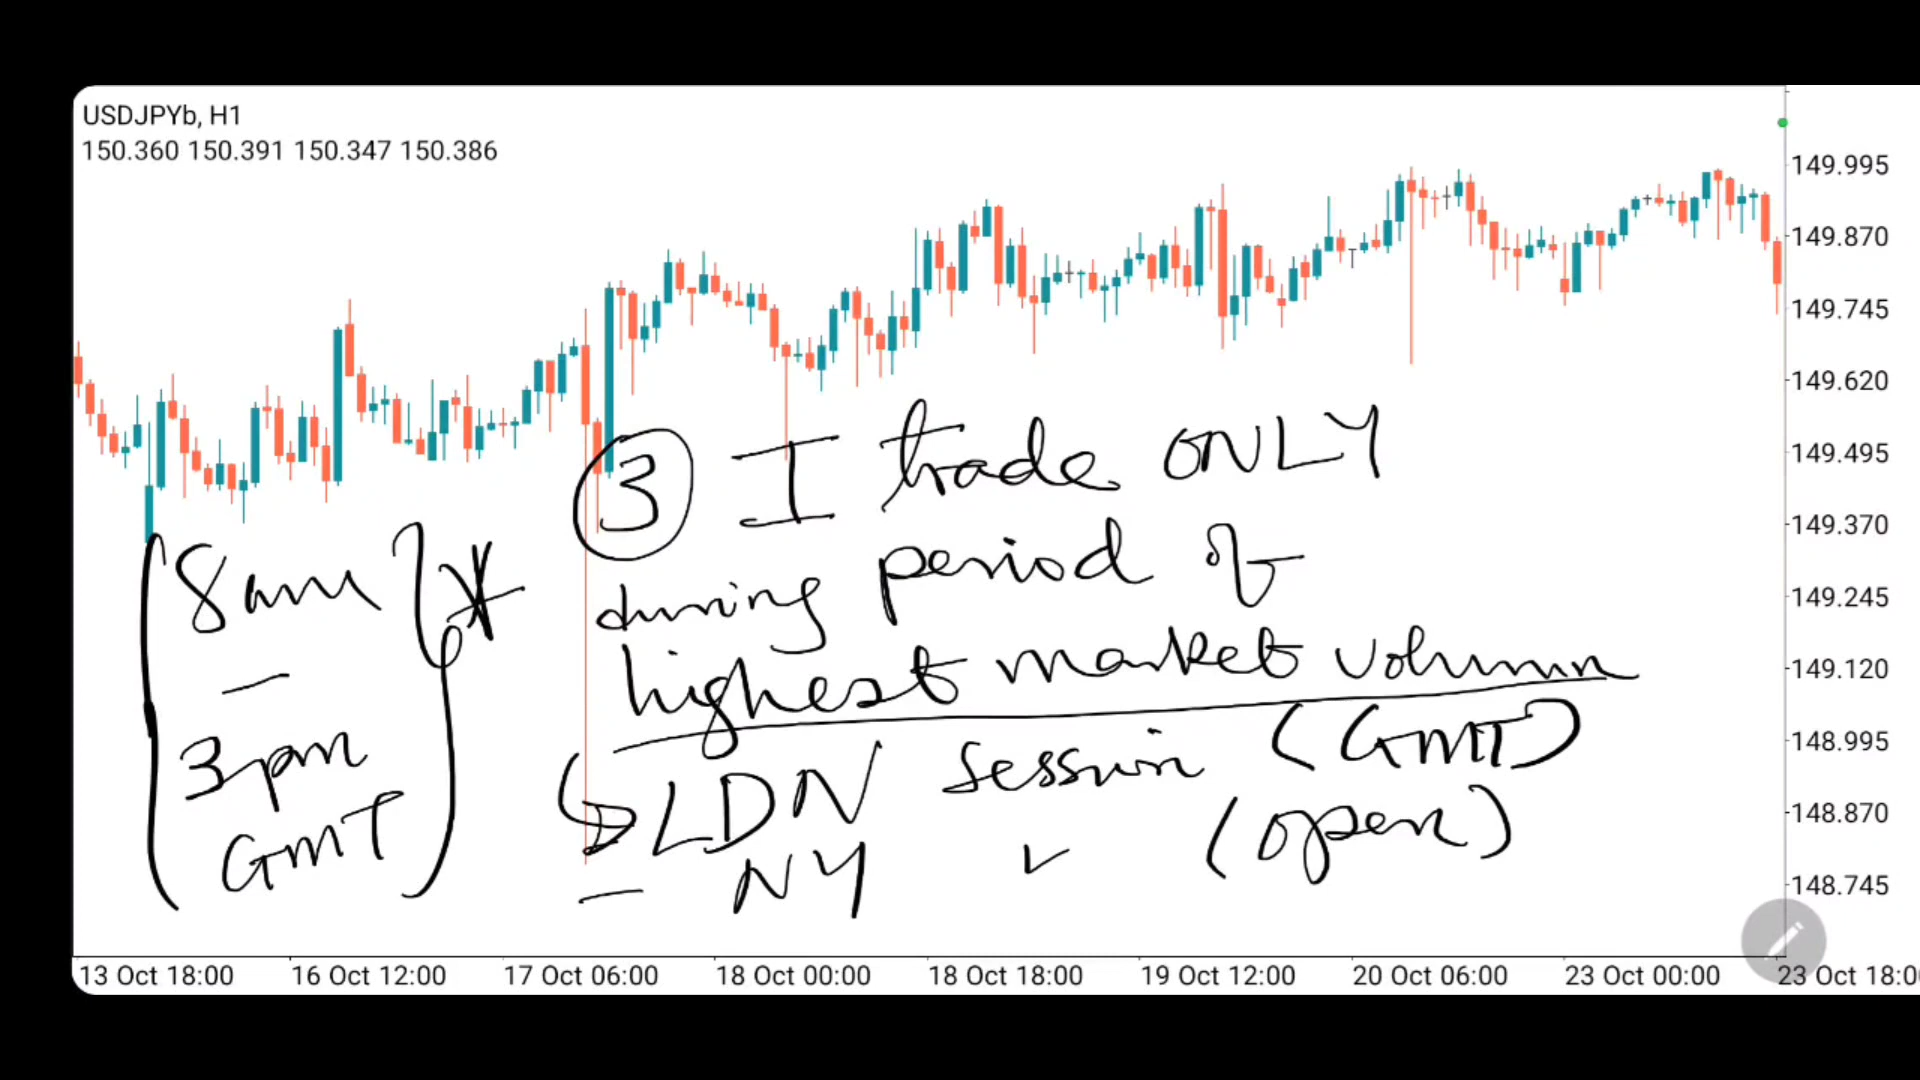 USDJPYb, H1
150.360 150.391 150.347 150.386
149.995
149.870
149.745
149.620
149.495
149.370
149.245
149.120
148.995
148.870
148.745
③ I trade ONLY
during period of
highest market volumn
LDN session (GMT)
– NY ✓ (open)
8am
–
3pm
GMT
*
13 Oct 18:00 16 Oct 12:00 17 Oct 06:00 18 Oct 00:00 18 Oct 18:00 19 Oct 12:00 20 Oct 06:00 23 Oct 00:00 23 Oct 18:0